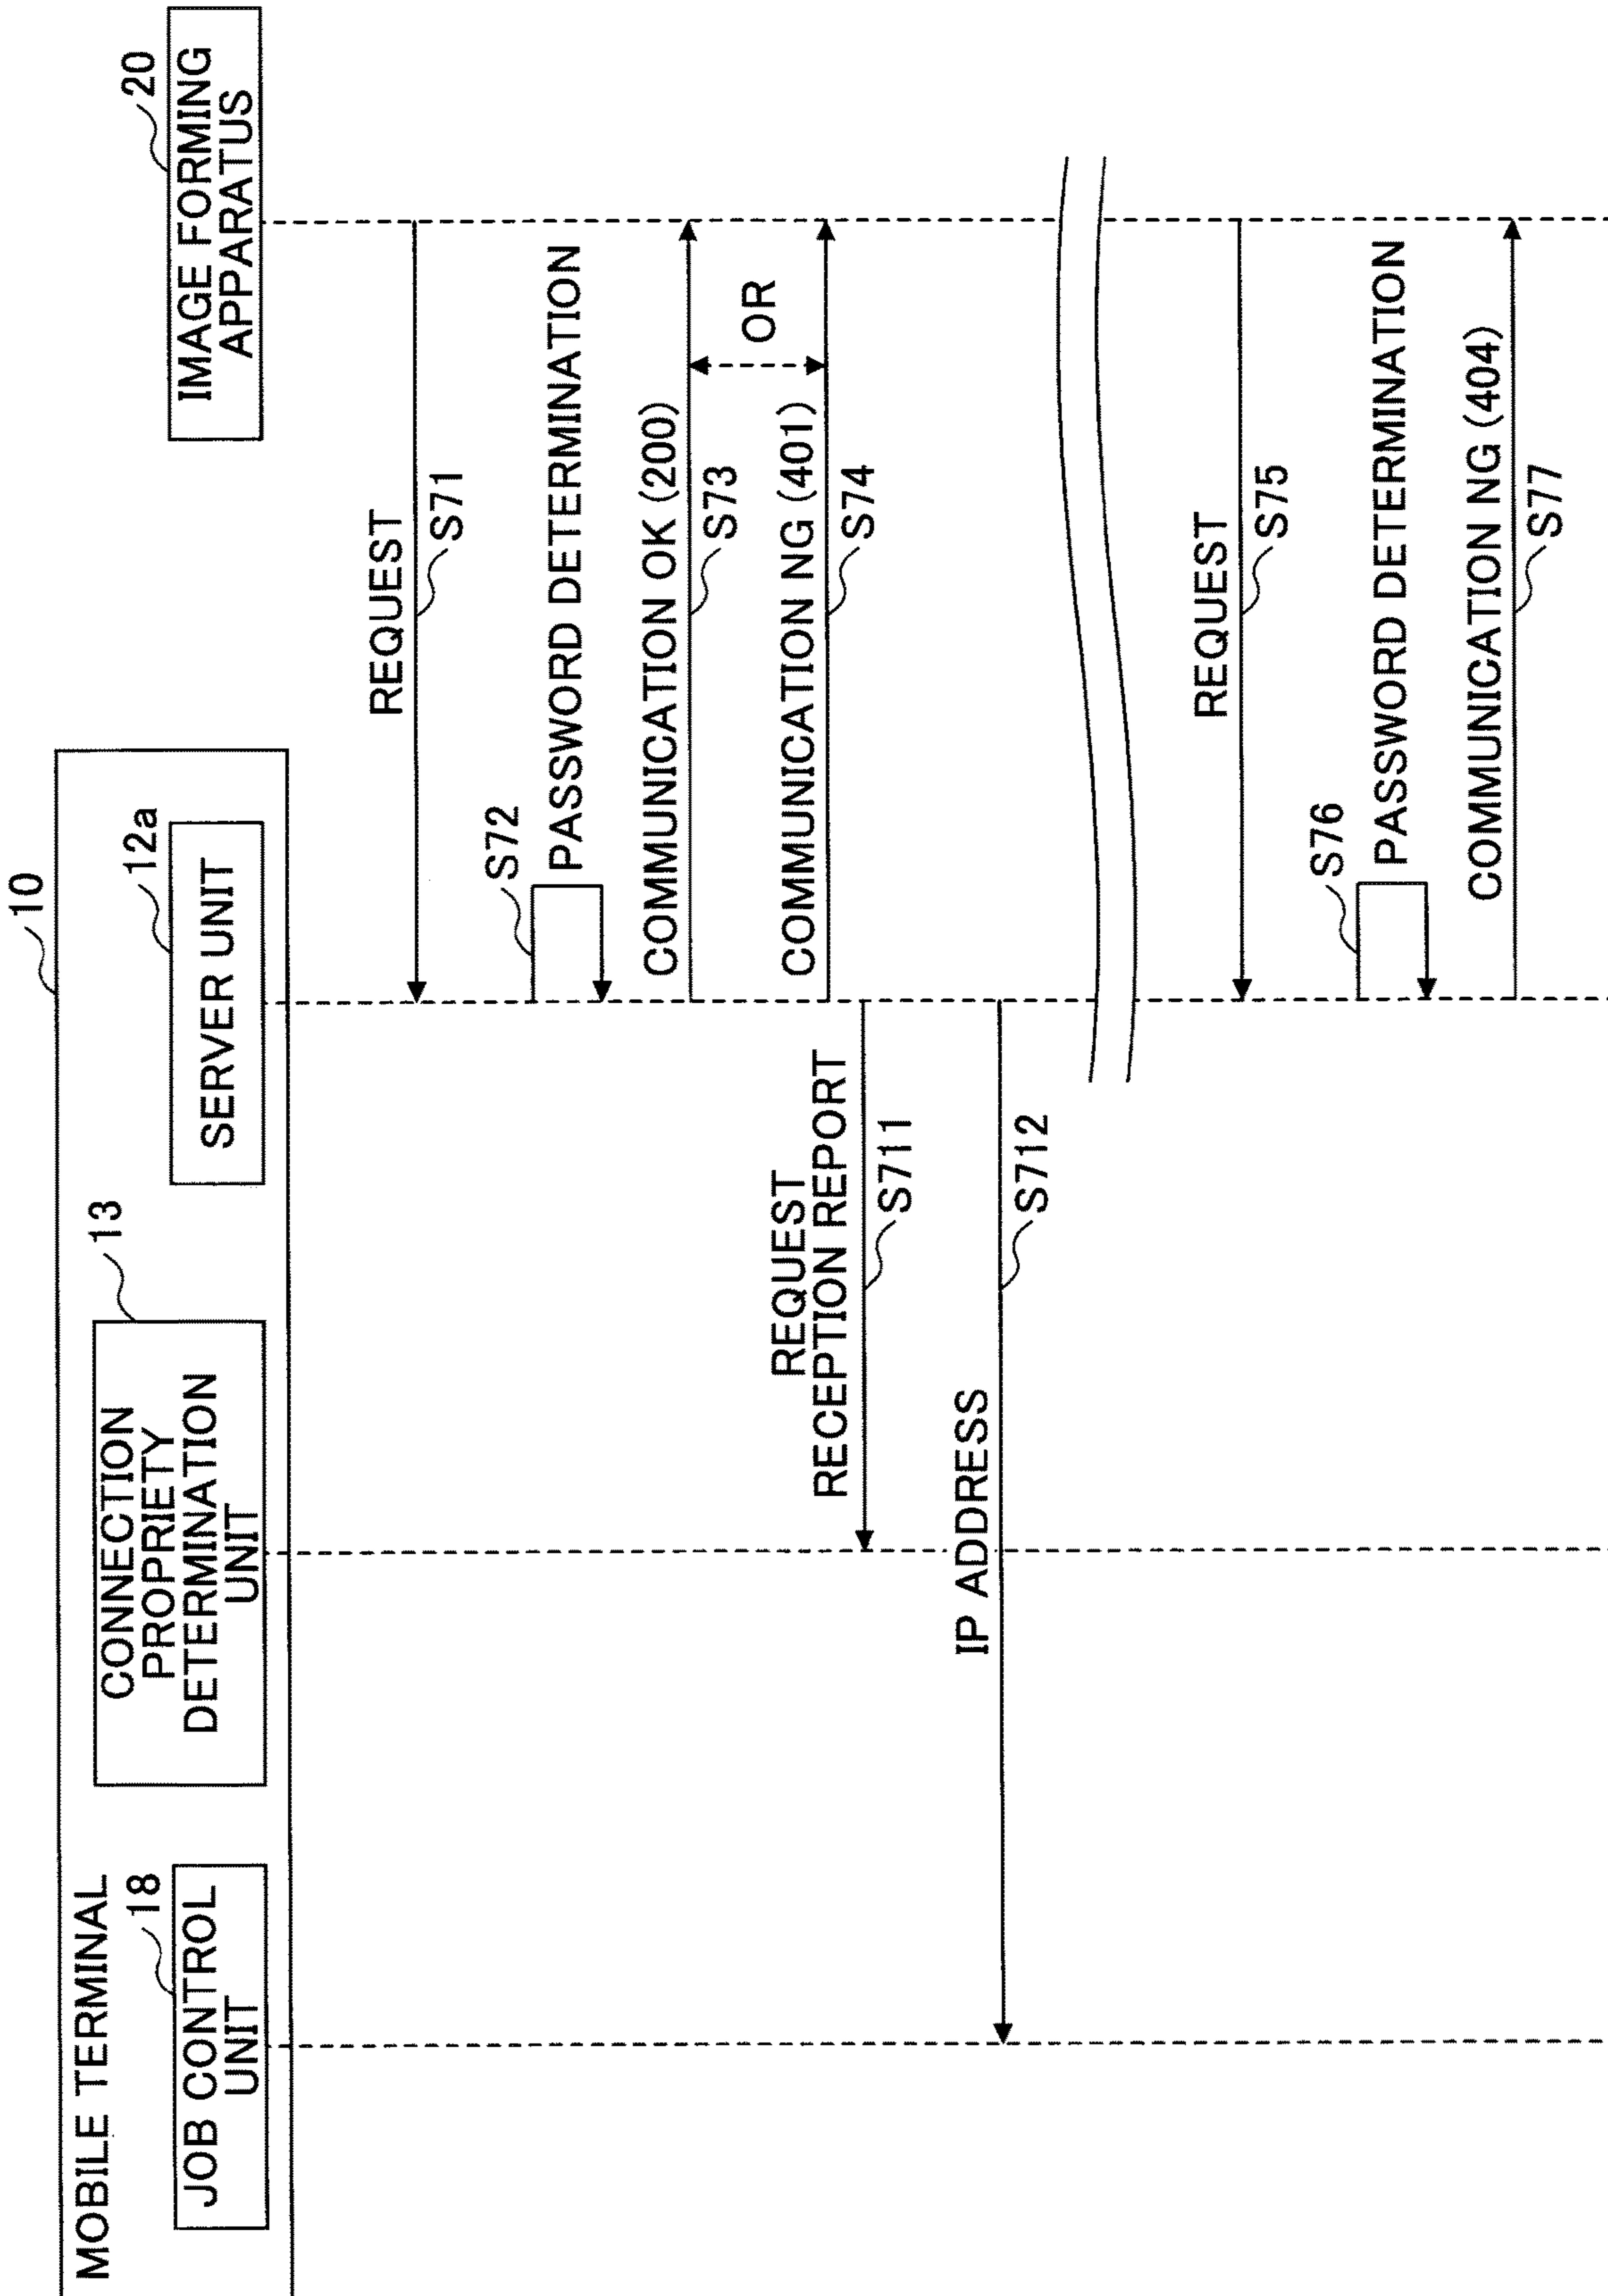 MOBILE TERMINAL
10
18
JOB CONTROL
UNIT
13
CONNECTION
PROPRIETY
DETERMINATION
UNIT
12a
SERVER UNIT
20
IMAGE FORMING
APPARATUS
REQUEST
S71
S72
PASSWORD DETERMINATION
COMMUNICATION OK (200)
S73
OR
COMMUNICATION NG (401)
S74
REQUEST
RECEPTION REPORT
S711
IP ADDRESS
S712
REQUEST
S75
S76
PASSWORD DETERMINATION
COMMUNICATION NG (404)
S77